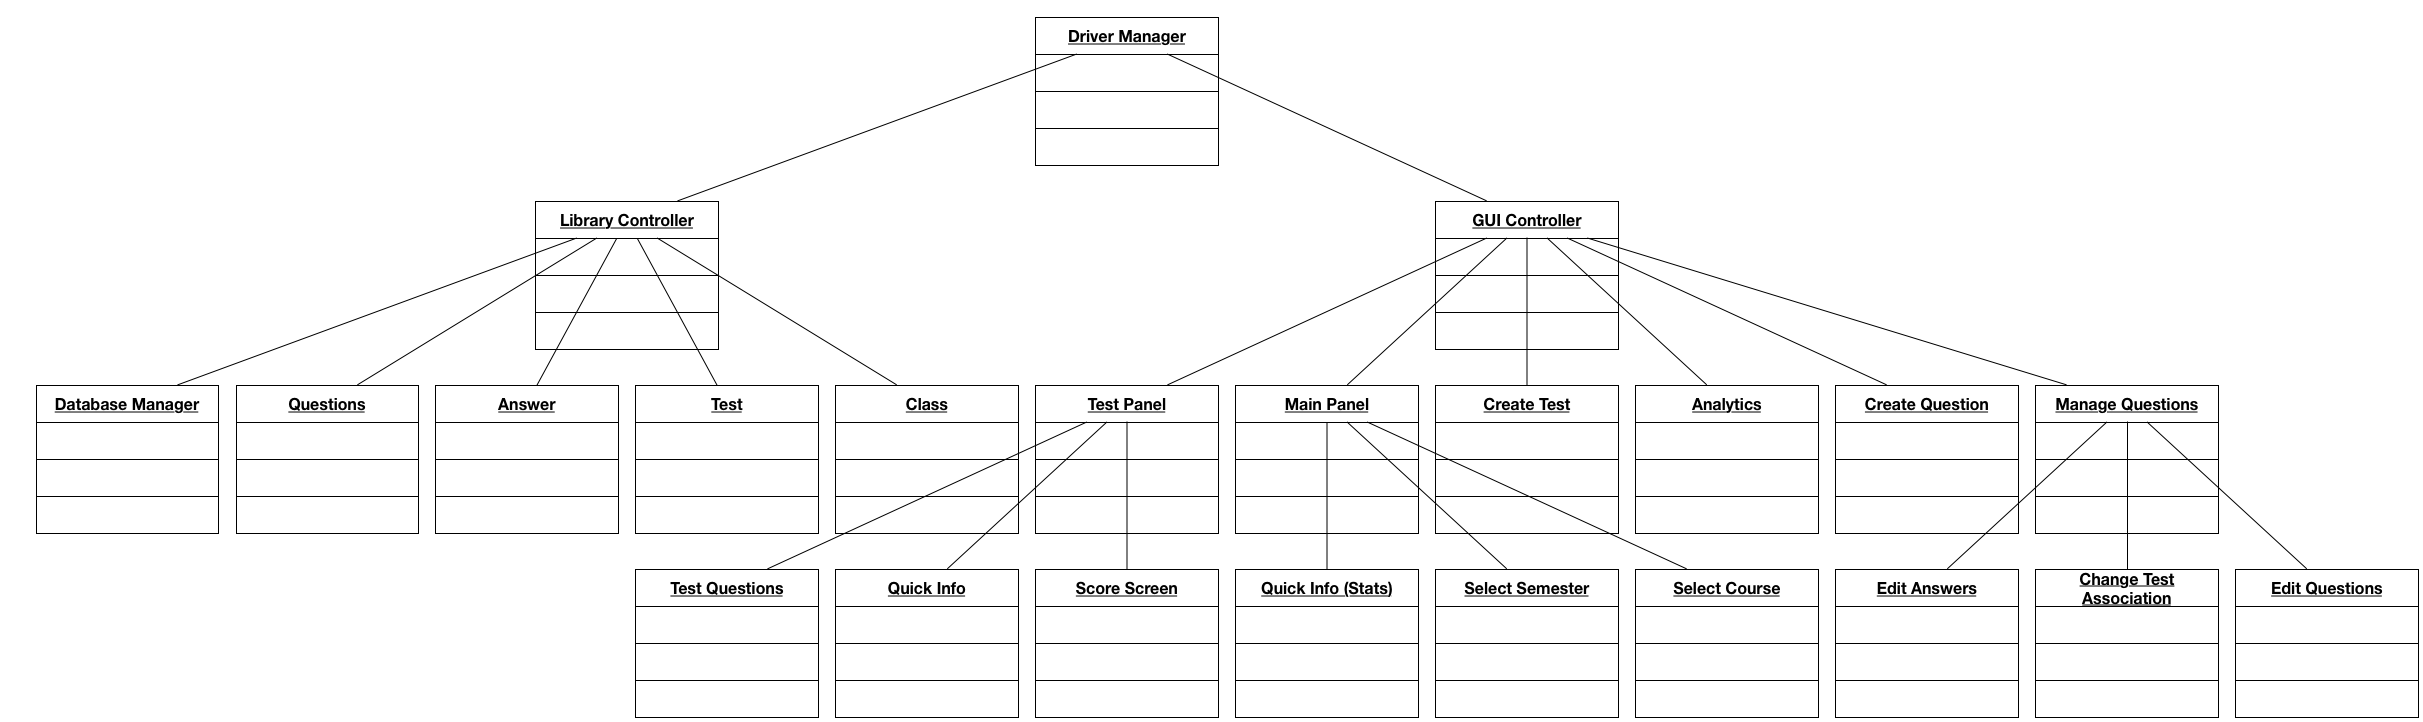 Driver Manager
Library Controller
GUI Controller
Database Manager
Questions
Answer
Test
Class
Test Panel
Main Panel
Create Test
Analytics
Create Question
Manage Questions
Test Questions
Quick Info
Score Screen
Quick Info (Stats)
Select Semester
Select Course
Edit Answers
Change Test
Association
Edit Questions